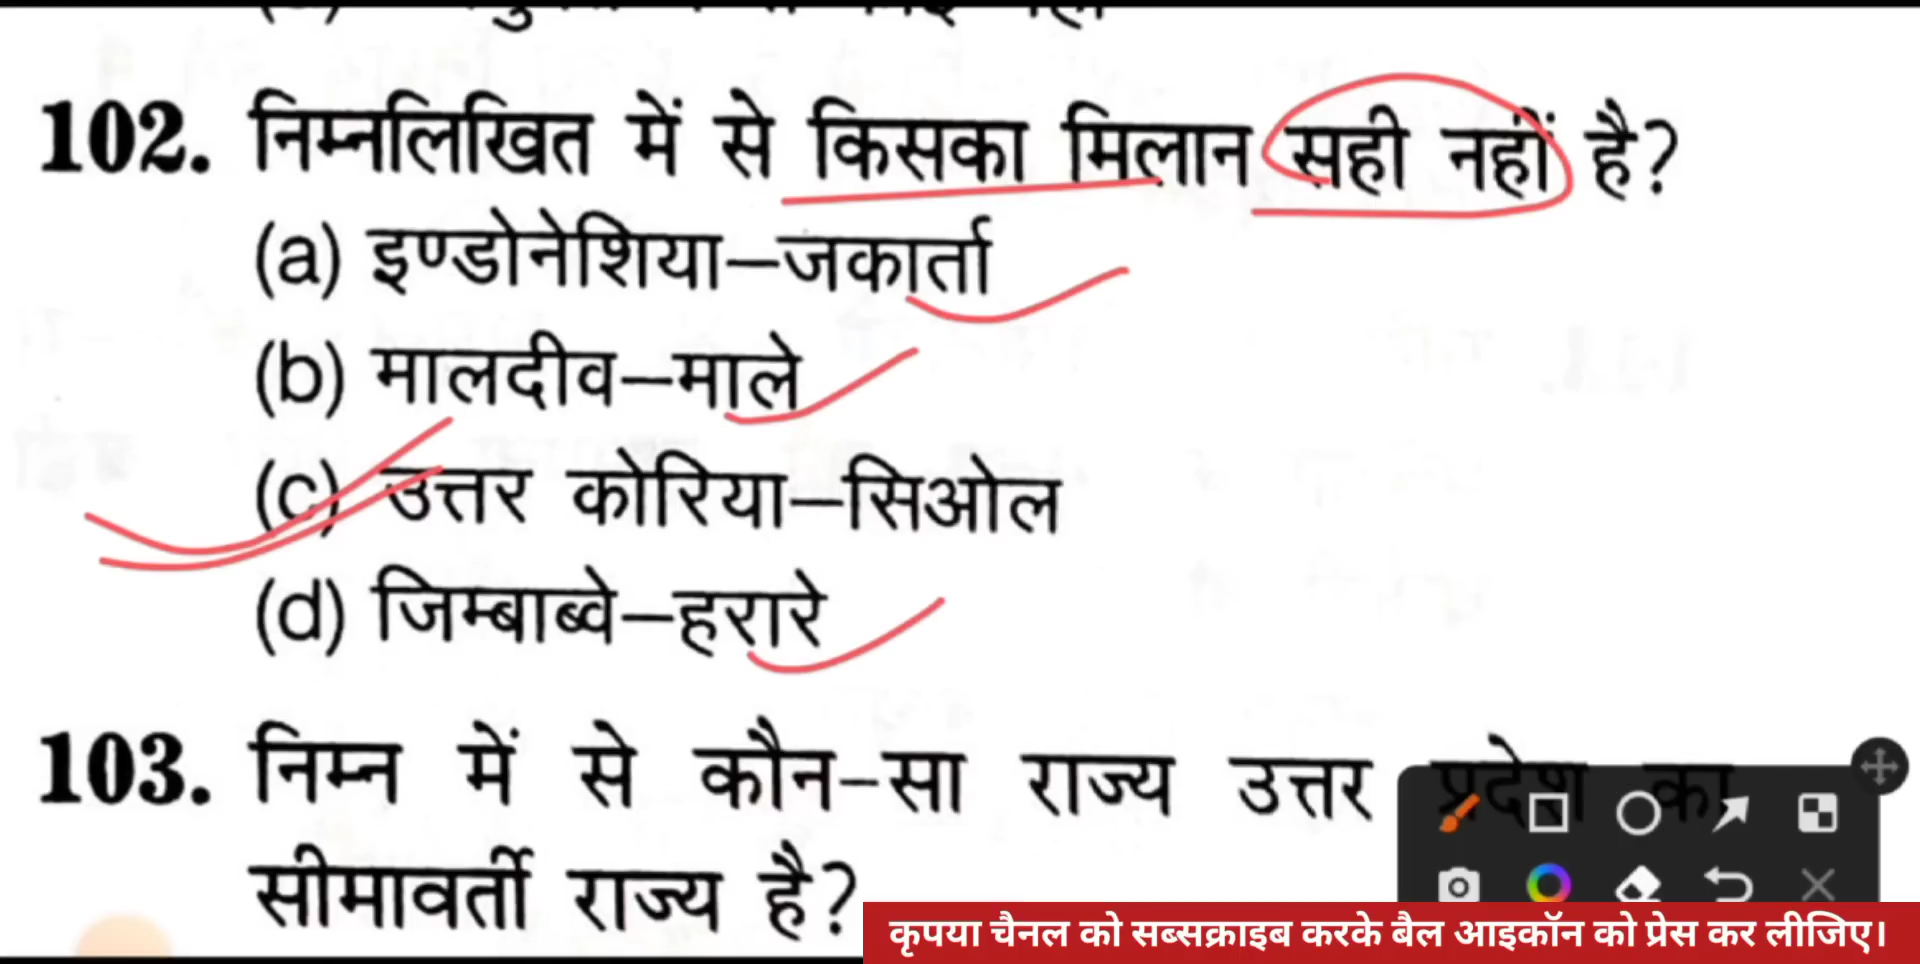 102. निम्नलिखित में से किसका मिलान सही नहीं है?
(a) इण्डोनेशिया–जकार्ता
(b) मालदीव–माले
(c) उत्तर कोरिया–सिओल
(d) जिम्बाब्वे–हरारे
103. निम्न में से कौन-सा राज्य उत्तर प्रदेश का
सीमावर्ती राज्य है?
कृपया चैनल को सब्सक्राइब करके बैल आइकॉन को प्रेस कर लीजिए।